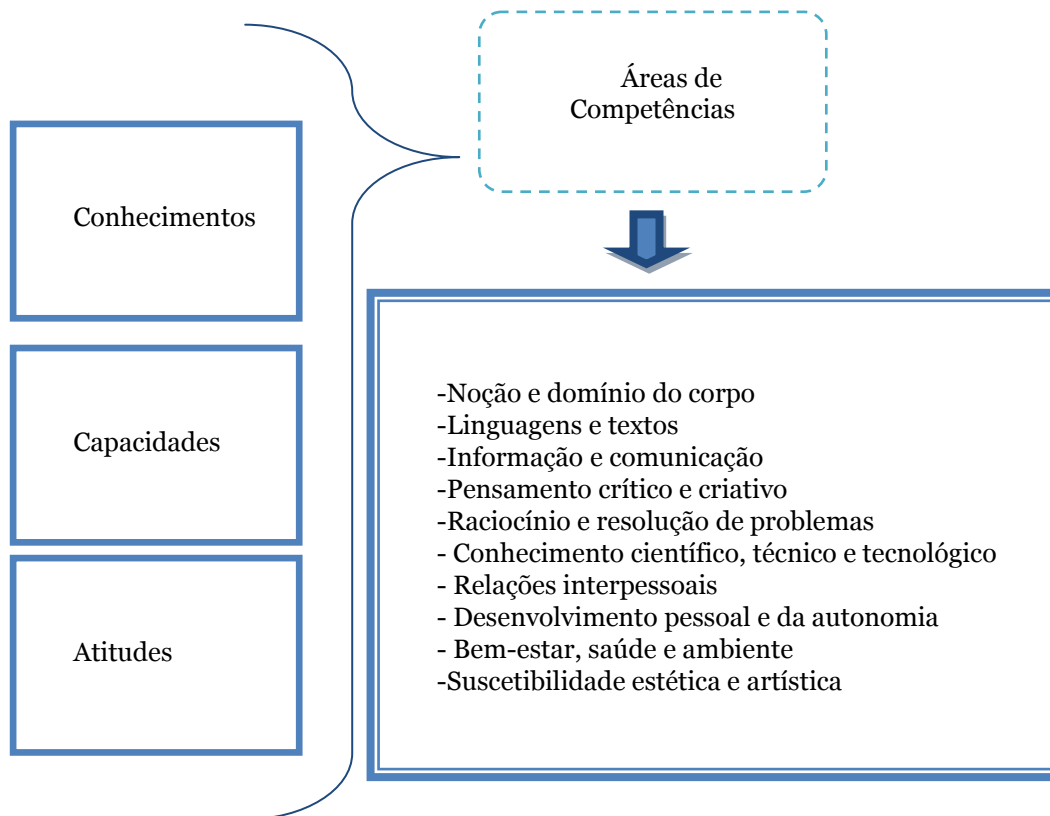 Áreas de
Competências
Conhecimentos
Capacidades
Atitudes
-Noção e domínio do corpo
-Linguagens e textos
-Informação e comunicação
-Pensamento crítico e criativo
-Raciocínio e resolução de problemas
- Conhecimento científico, técnico e tecnológico
- Relações interpessoais
- Desenvolvimento pessoal e da autonomia
- Bem-estar, saúde e ambiente
-Suscetibilidade estética e artística